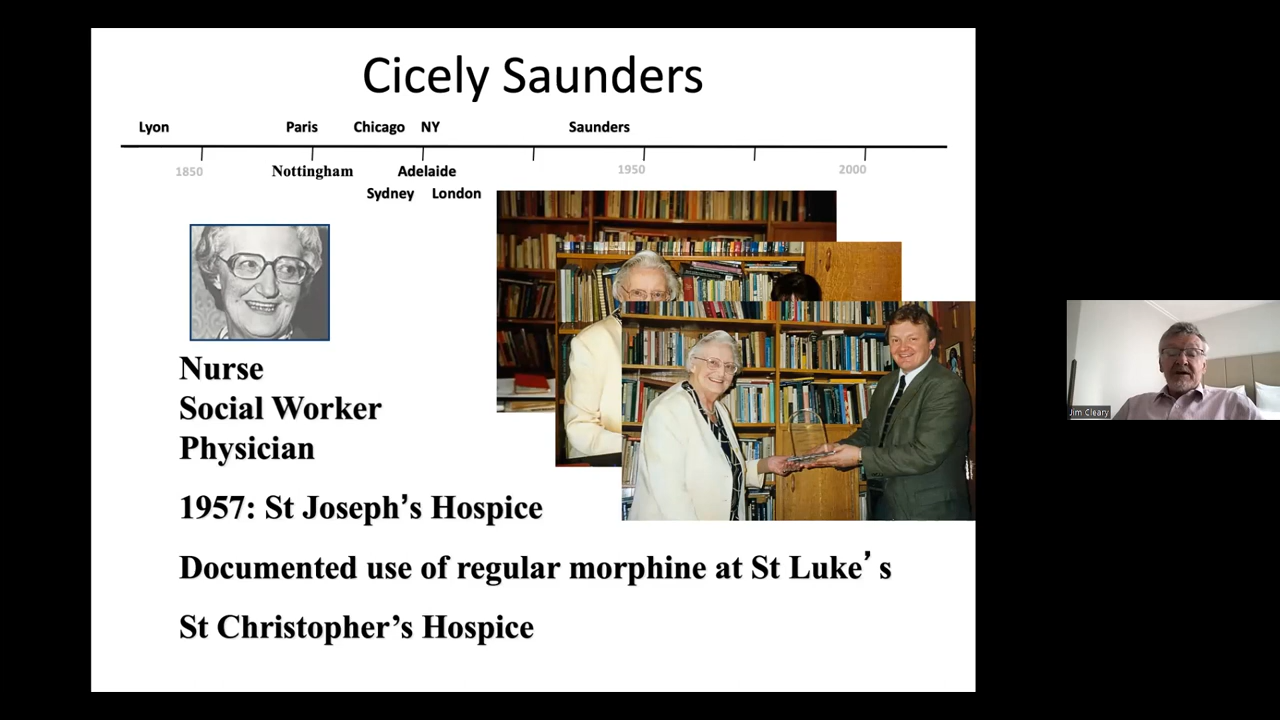 Cicely Saunders
Lyon Paris Chicago NY Saunders
1850 Nottingham Adelaide 1950 2000
Sydney London
Nurse
Social Worker
Physician
1957: St Joseph’s Hospice
Documented use of regular morphine at St Luke’ s
St Christopher’s Hospice
Jim Cleary